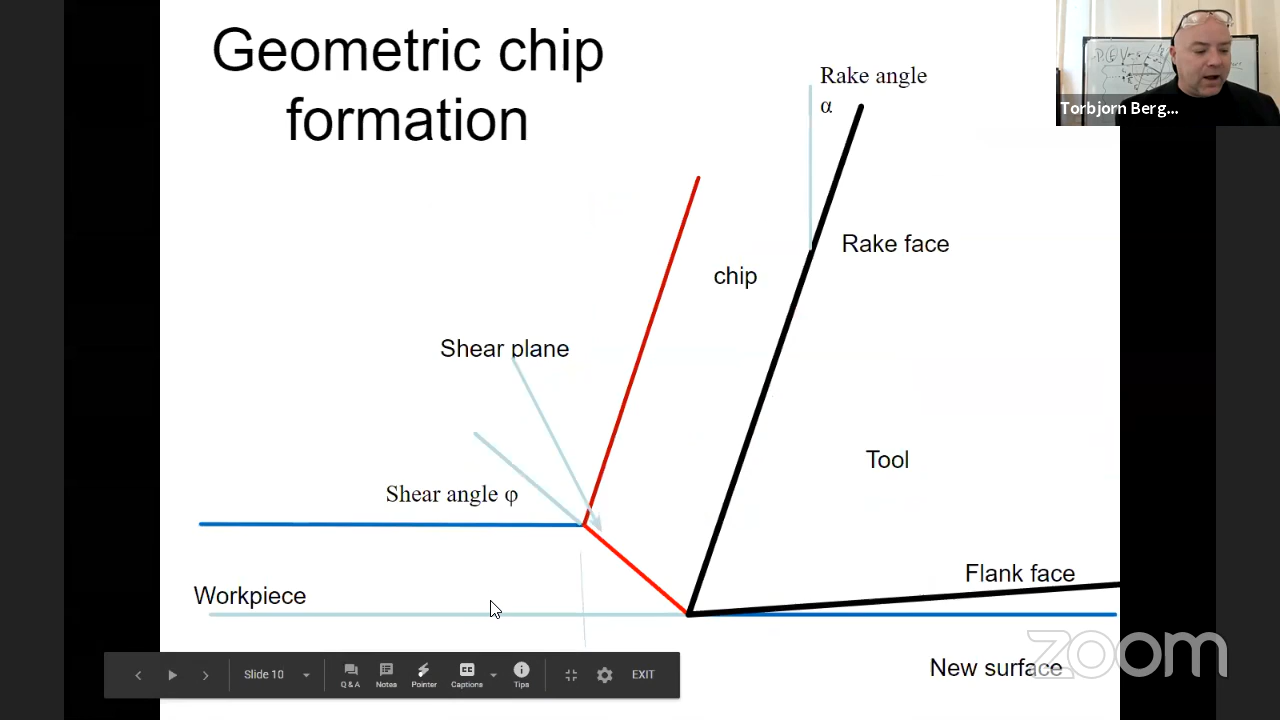 Geometric chip
formation
Rake angle
α
Torbjorn Berg...
Rake face
chip
Shear plane
Tool
Shear angle φ
Flank face
Workpiece
New surface
zoom
Slide 10
Q & A
Notes
Pointer
Captions
Tips
EXIT